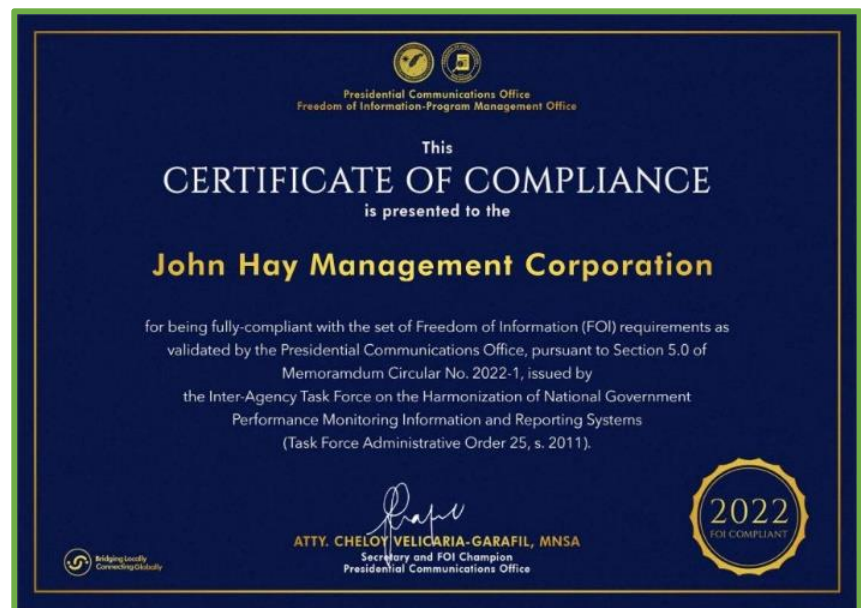 Presidential Communications Office
Freedom of Information-Program Management Office
This
CERTIFICATE OF COMPLIANCE
is presented to the
John Hay Management Corporation
for being fully-compliant with the set of Freedom of Information (FOI) requirements as
validated by the Presidential Communications Office, pursuant to Section 5.0 of
Memoramdum Circular No. 2022-1, issued by
the Inter-Agency Task Force on the Harmonization of National Government
Performance Monitoring Information and Reporting Systems
(Task Force Administrative Order 25, s. 2011).
ATTY. CHELOY VELICARIA-GARAFIL, MNSA
Secretary and FOI Champion
Presidential Communications Office
Bridging Locally
Connecting Globally
2022
FOI COMPLIANT